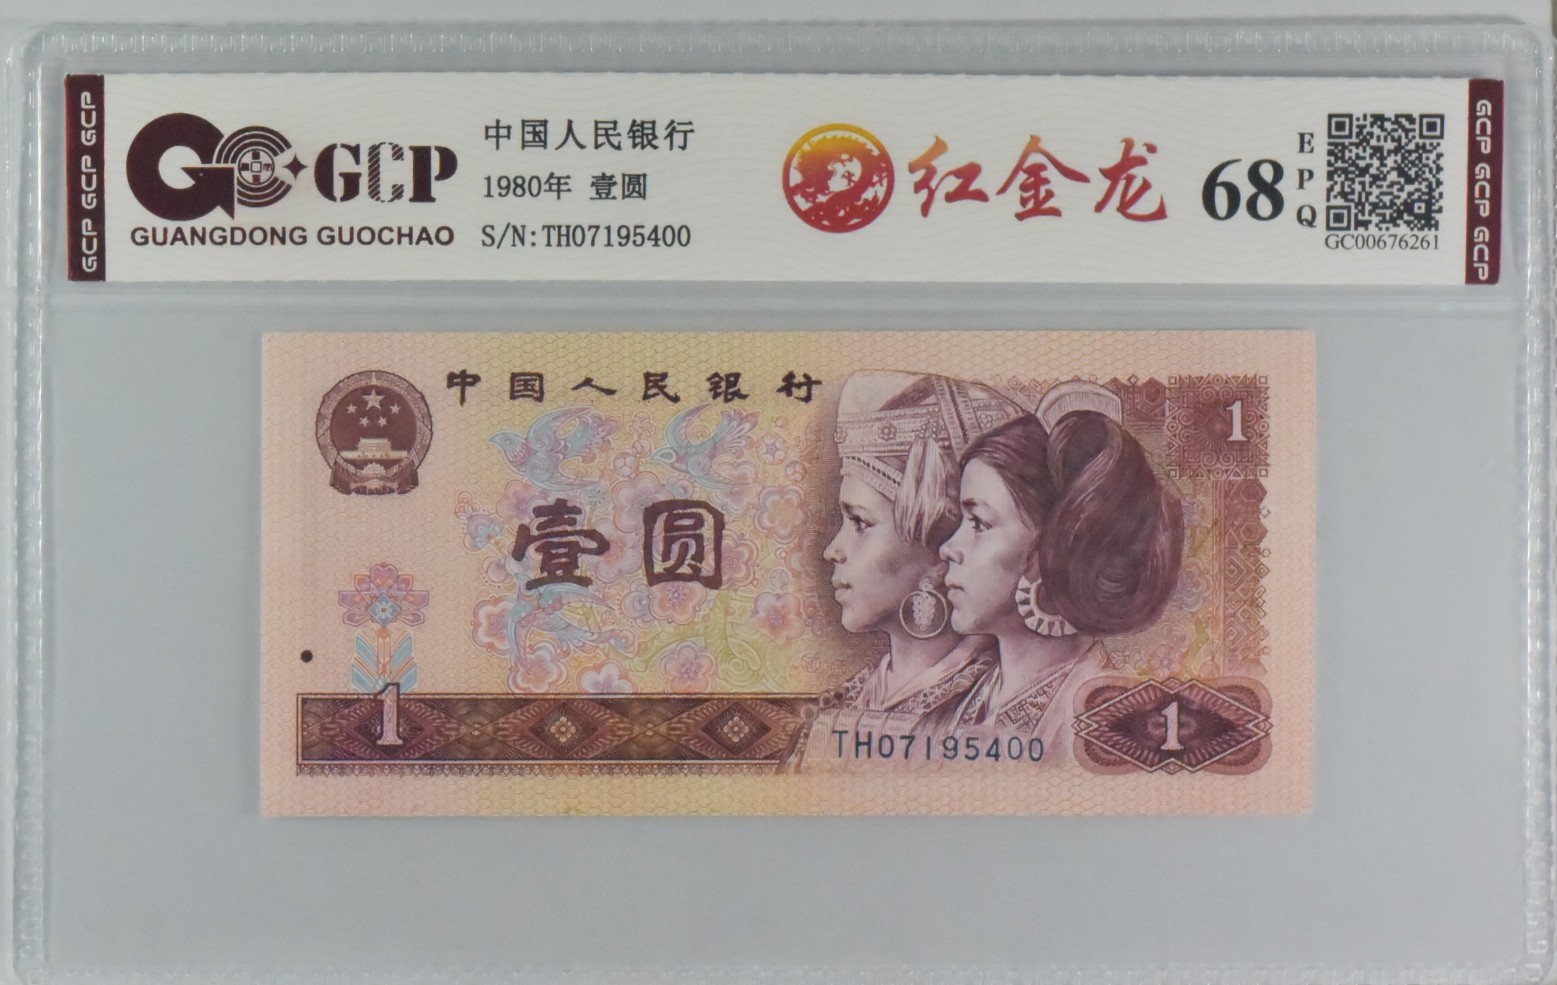 GCP GCP GCP
GCP
GUANGDONG GUOCHAO
中国人民银行
1980年 壹圆
S/N:TH07195400
红金龙
68
EPQ
GC00676261
GCP GCP GCP
中国人民银行
1
壹圆
1
TH07195400
1